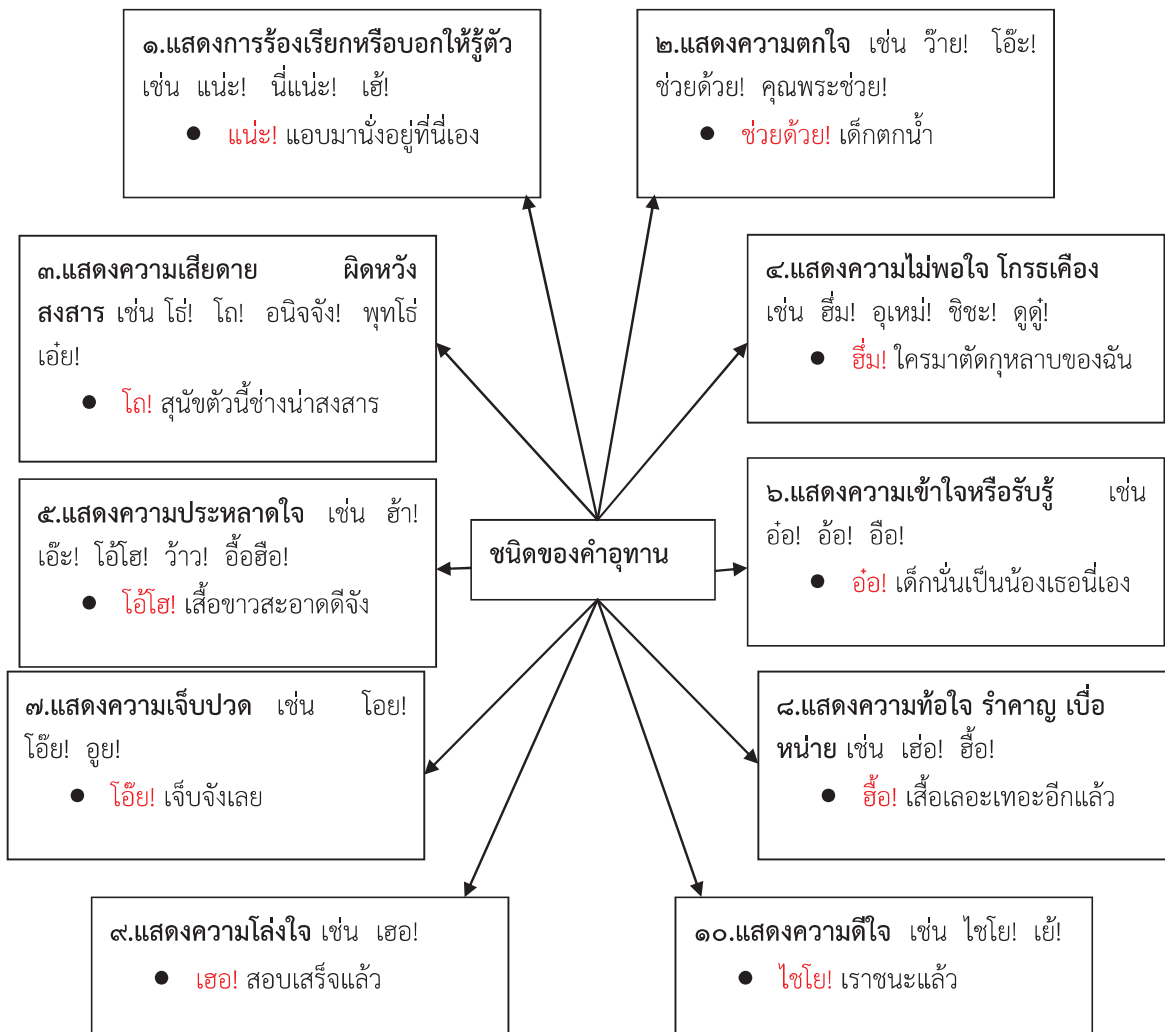 ๑.แสดงการร้องเรียกหรือบอกให้รู้ตัว
เช่น แน่ะ! นี่แน่ะ! เฮ้!
● แน่ะ! แอบมานั่งอยู่ที่นี่เอง
๒.แสดงความตกใจ เช่น ว๊าย! โอ๊ะ!
ช่วยด้วย! คุณพระช่วย!
● ช่วยด้วย! เด็กตกน้ำ
๓.แสดงความเสียดาย ผิดหวัง
สงสาร เช่น โธ่! โถ! อนิจจัง! พุทโธ่
เอ๋ย!
● โถ! สุนัขตัวนี้ช่างน่าสงสาร
๔.แสดงความไม่พอใจ โกรธเคือง
เช่น ฮึ่ม! อุเหม่! ชิชะ! ดูดู๋!
● ฮึ่ม! ใครมาตัดกุหลาบของฉัน
๕.แสดงความประหลาดใจ เช่น ฮ้า!
เอ๊ะ! โอ้โฮ! ว้าว! อื้อฮือ!
● โอ้โฮ! เสื้อขาวสะอาดดีจัง
ชนิดของคำอุทาน
๖.แสดงความเข้าใจหรือรับรู้ เช่น
อ๋อ! อ้อ! อือ!
● อ๋อ! เด็กนั่นเป็นน้องเธอนี่เอง
๗.แสดงความเจ็บปวด เช่น โอย!
โอ๊ย! อูย!
● โอ๊ย! เจ็บจังเลย
๘.แสดงความท้อใจ รำคาญ เบื่อ
หน่าย เช่น เฮ่อ! ฮื้อ!
● ฮื้อ! เสื้อเลอะเทอะอีกแล้ว
๙.แสดงความโล่งใจ เช่น เฮอ!
● เฮอ! สอบเสร็จแล้ว
๑๐.แสดงความดีใจ เช่น ไชโย! เย้!
● ไชโย! เราชนะแล้ว